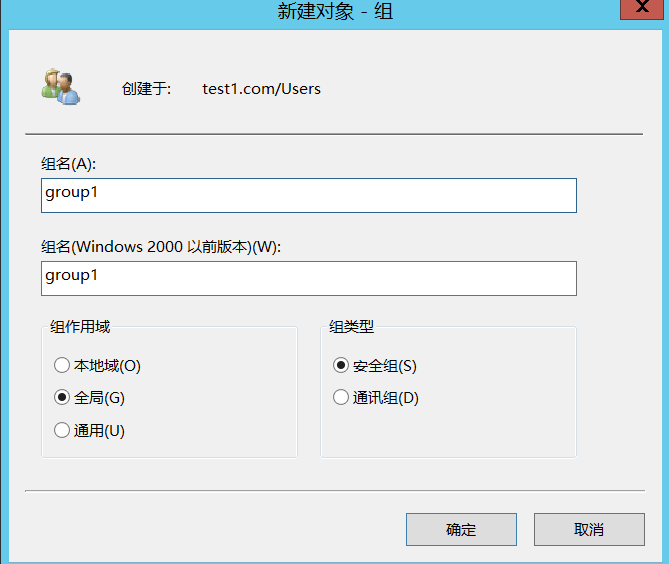 新建对象 - 组
创建于: test1.com/Users
组名(A):
group1
组名(Windows 2000 以前版本)(W):
group1
组作用域
本地域(O)
全局(G)
通用(U)
组类型
安全组(S)
通讯组(D)
确定
取消